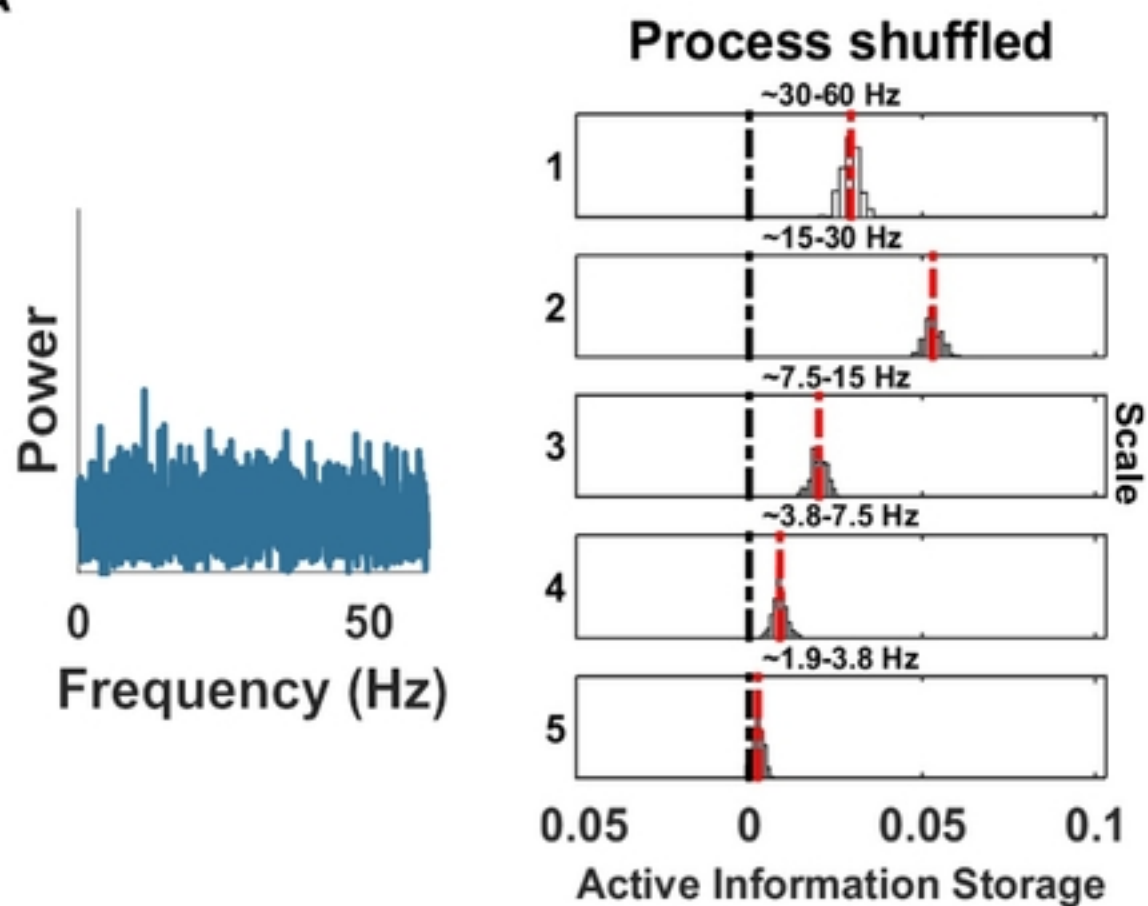 Power
0 50
Frequency (Hz)
Process shuffled
~30-60 Hz
1
~15-30 Hz
2
~7.5-15 Hz
3
~3.8-7.5 Hz
4
~1.9-3.8 Hz
5
Scale
0.05 0 0.05 0.1
Active Information Storage